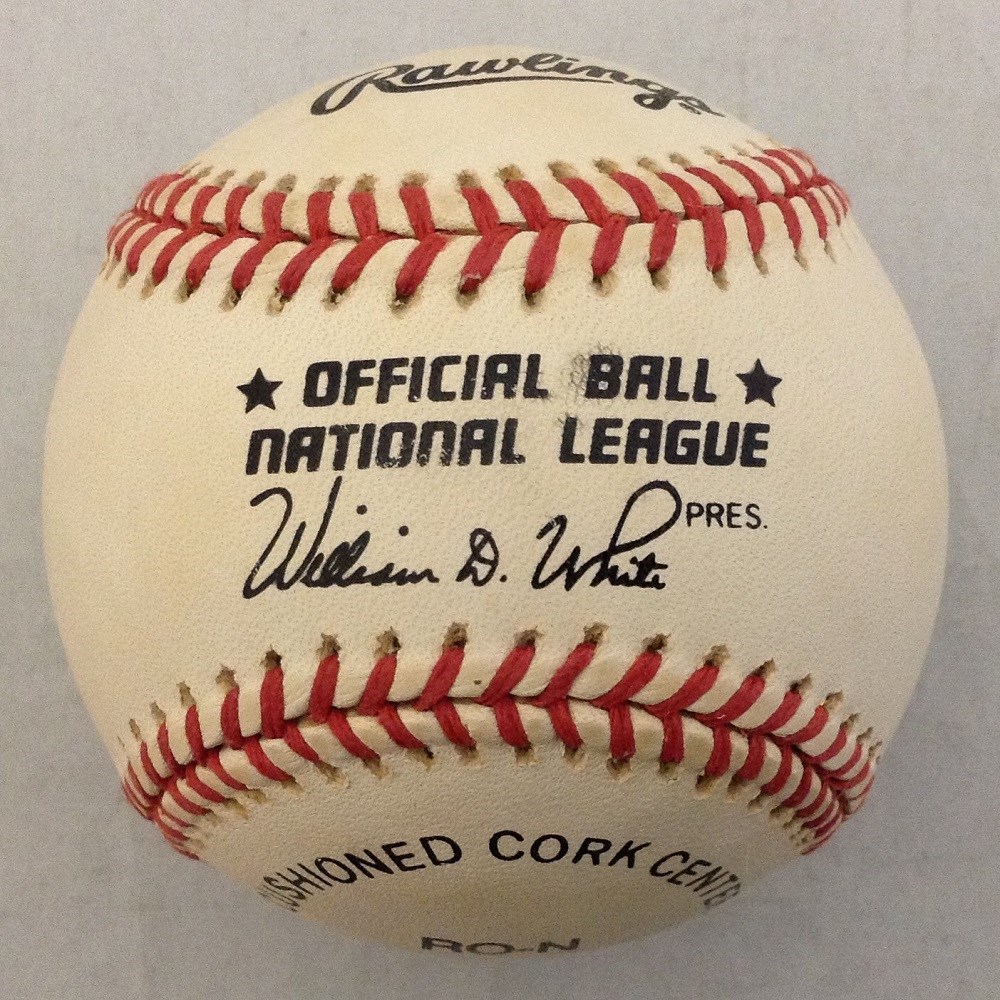 Rawlings
★ OFFICIAL BALL ★
NATIONAL LEAGUE
William D. White PRES.
CUSHIONED CORK CENTER
RO-N